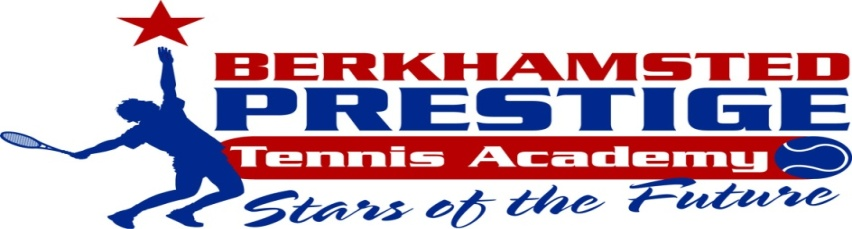 BERKHAMSTED
PRESTIGE
Tennis Academy
Stars of the Future